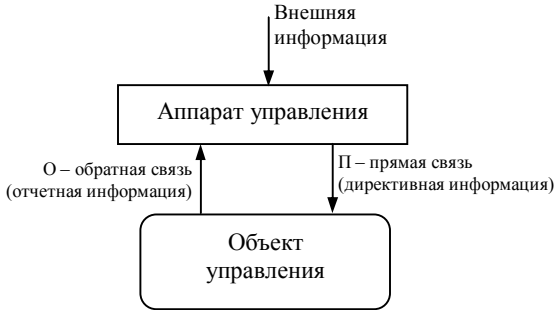 Внешняя
информация
Аппарат управления
О – обратная связь
(отчетная информация)
П – прямая связь
(директивная информация)
Объект
управления